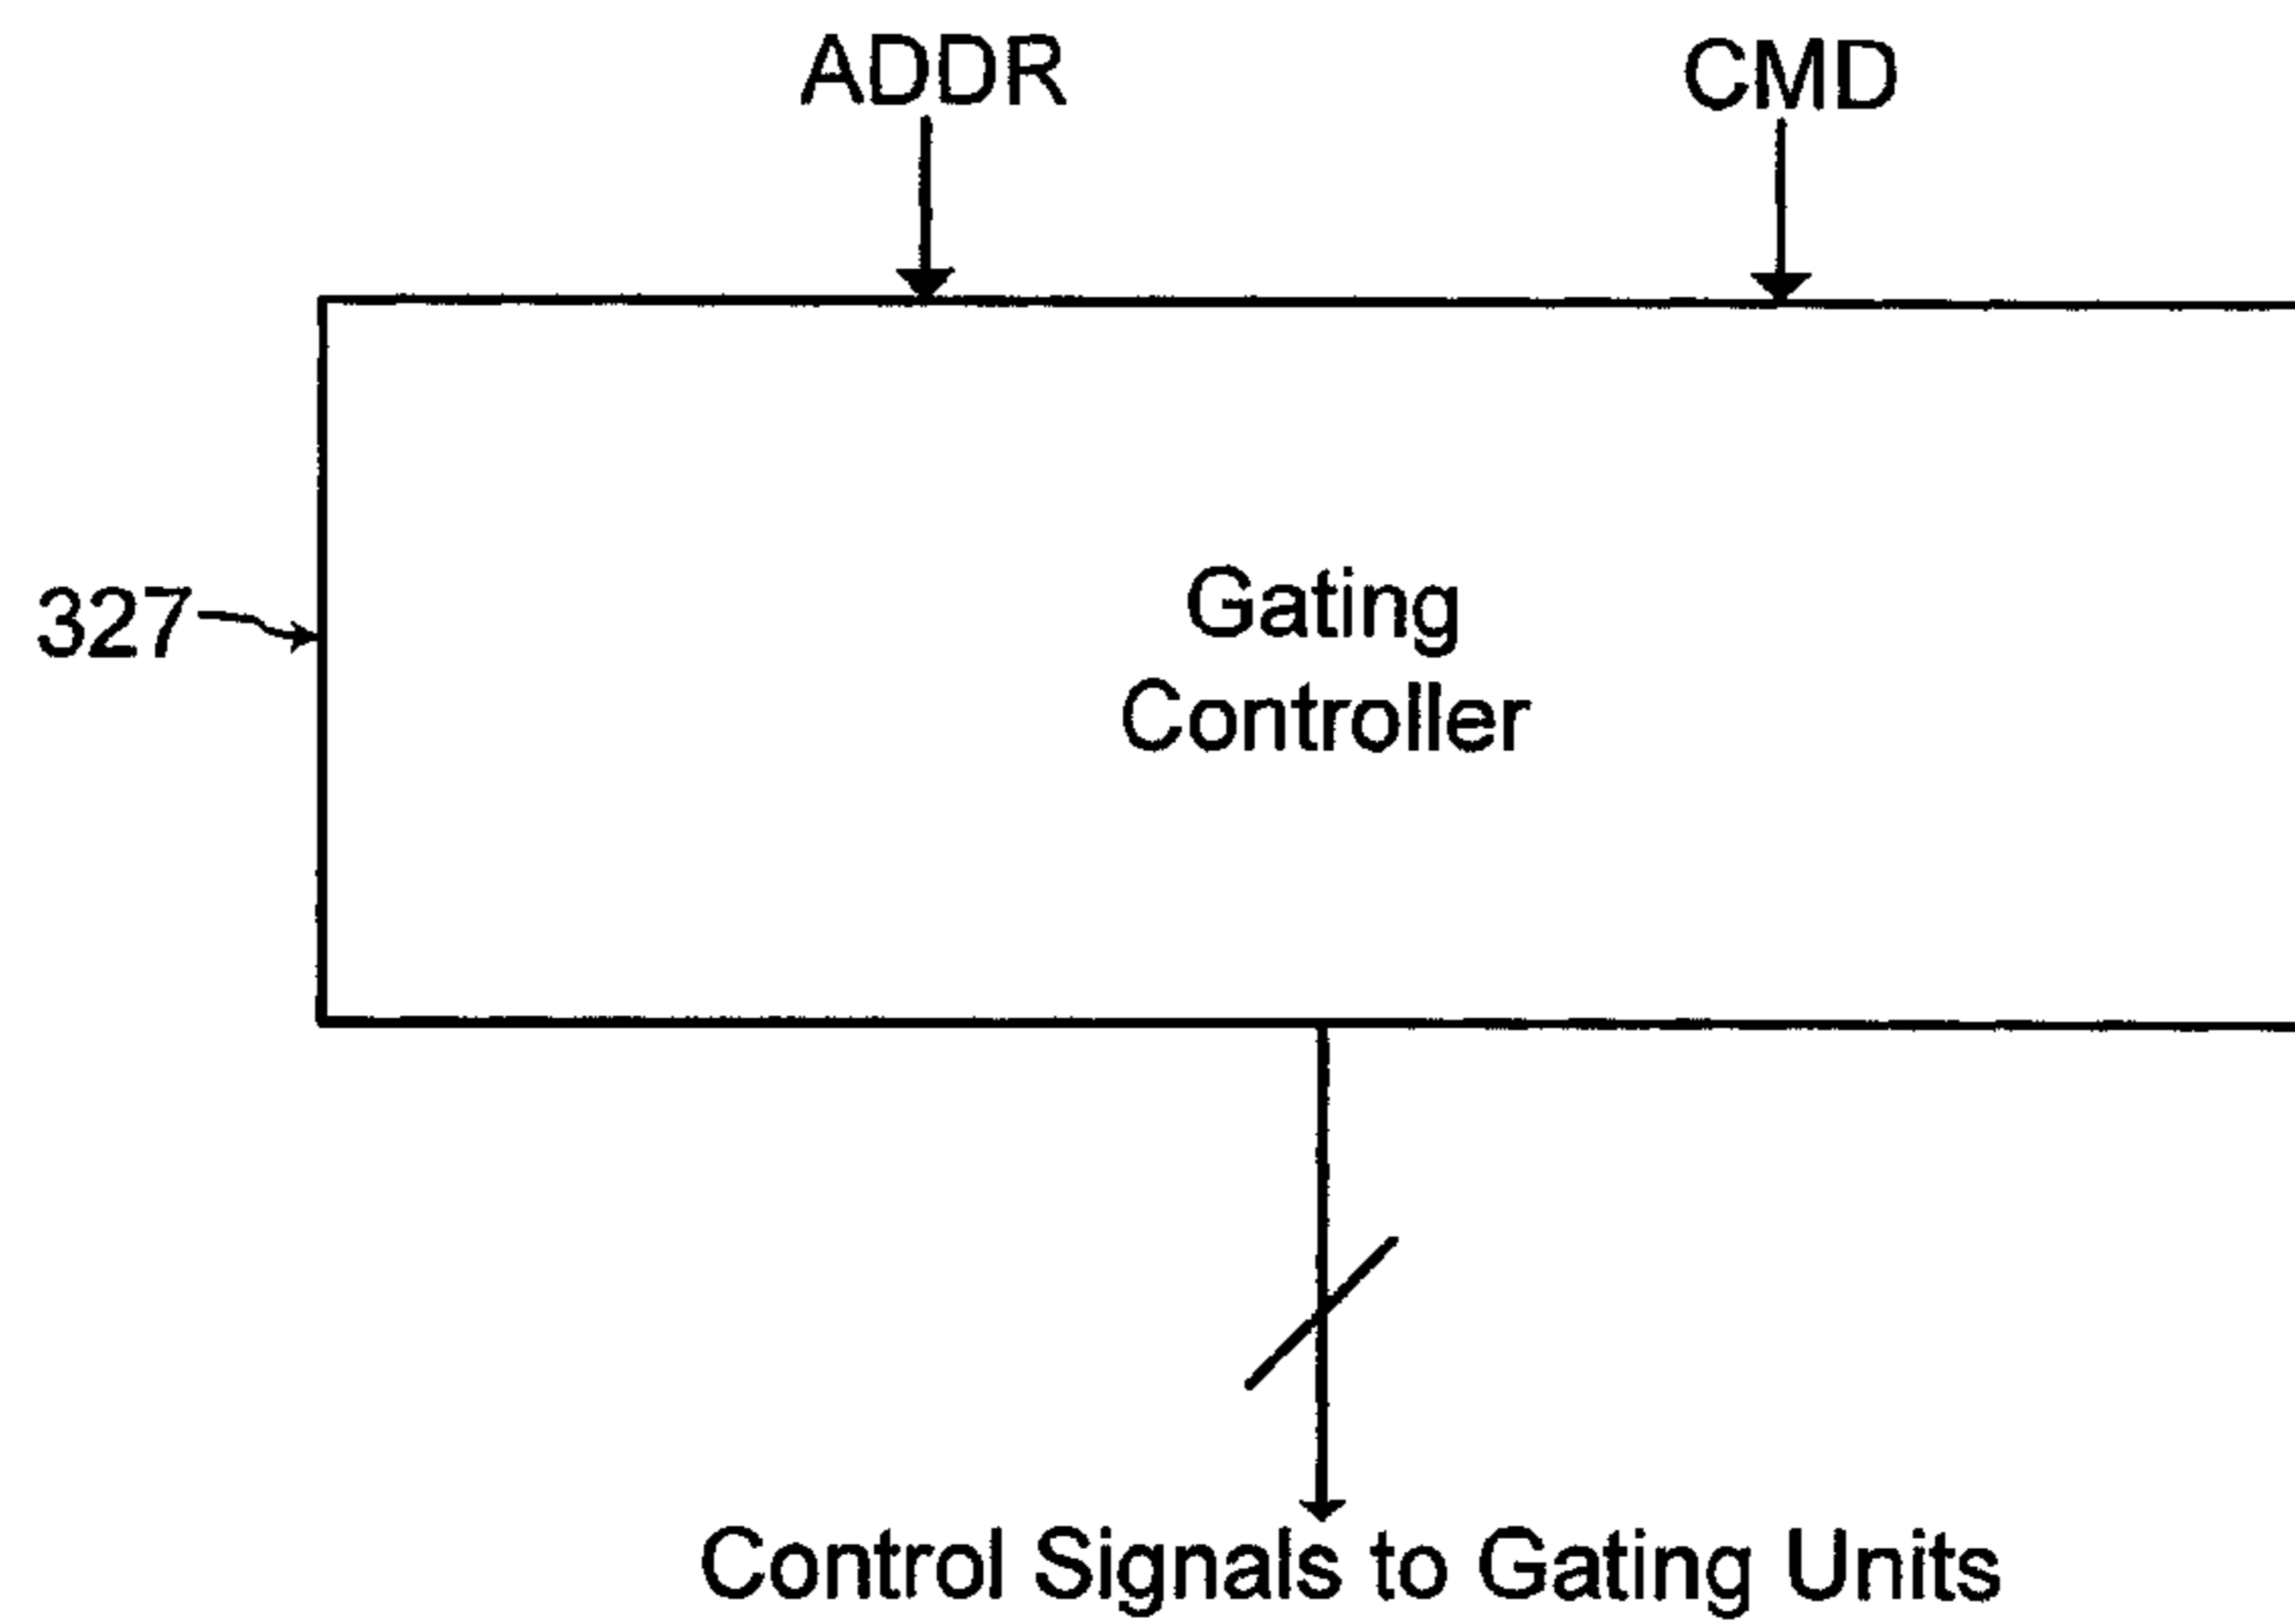 ADDR
CMD
327
Gating
Controller
Control Signals to Gating Units